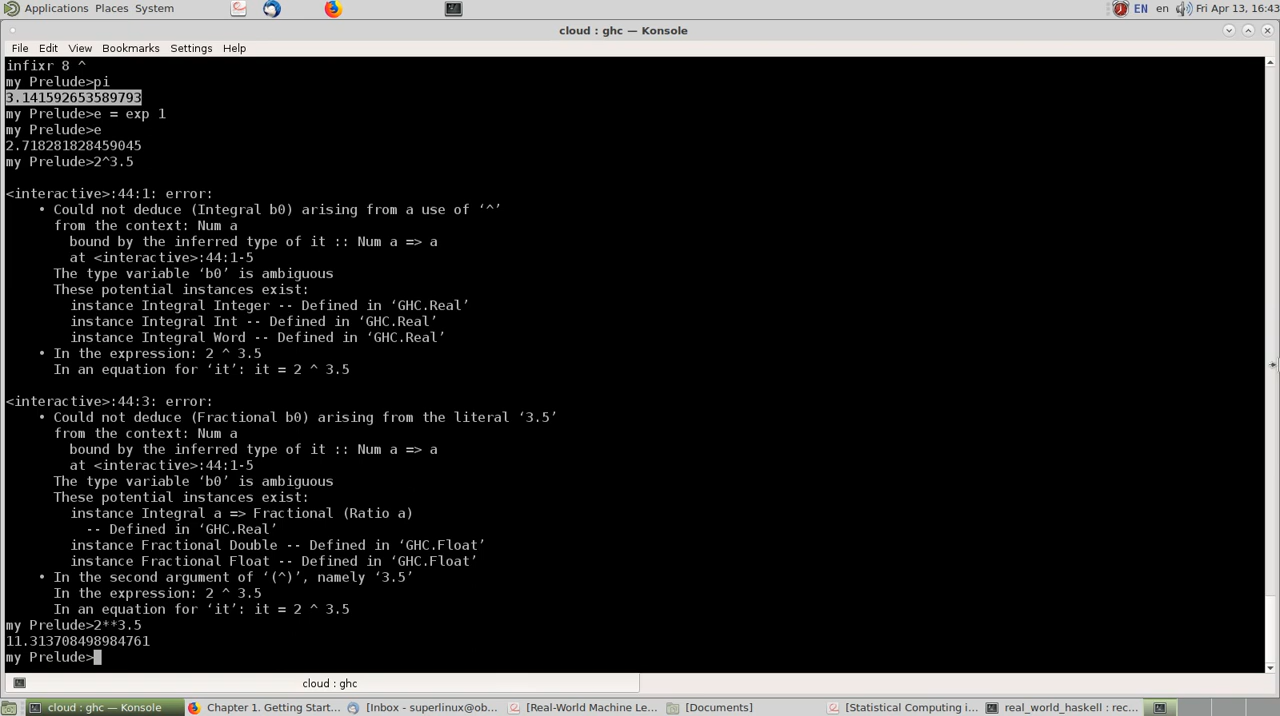 Applications Places System
EN en Fri Apr 13, 16:43
cloud : ghc — Konsole
File Edit View Bookmarks Settings Help
infixr 8 ^
my Prelude>pi
3.141592653589793
my Prelude>e = exp 1
my Prelude>e
2.718281828459045
my Prelude>2^3.5
<interactive>:44:1: error:
• Could not deduce (Integral b0) arising from a use of ‘^’
from the context: Num a
bound by the inferred type of it :: Num a => a
at <interactive>:44:1-5
The type variable ‘b0’ is ambiguous
These potential instances exist:
instance Integral Integer -- Defined in ‘GHC.Real’
instance Integral Int -- Defined in ‘GHC.Real’
instance Integral Word -- Defined in ‘GHC.Real’
• In the expression: 2 ^ 3.5
In an equation for ‘it’: it = 2 ^ 3.5
<interactive>:44:3: error:
• Could not deduce (Fractional b0) arising from the literal ‘3.5’
from the context: Num a
bound by the inferred type of it :: Num a => a
at <interactive>:44:1-5
The type variable ‘b0’ is ambiguous
These potential instances exist:
instance Integral a => Fractional (Ratio a)
-- Defined in ‘GHC.Real’
instance Fractional Double -- Defined in ‘GHC.Float’
instance Fractional Float -- Defined in ‘GHC.Float’
• In the second argument of ‘(^)’, namely ‘3.5’
In the expression: 2 ^ 3.5
In an equation for ‘it’: it = 2 ^ 3.5
my Prelude>2**3.5
11.313708498984761
my Prelude>
cloud : ghc
cloud : ghc — Konsole Chapter 1. Getting Start... [Inbox — superlinux@ob... [Real-World Machine Le... [Documents] [Statistical Computing i... real_world_haskell : rec...